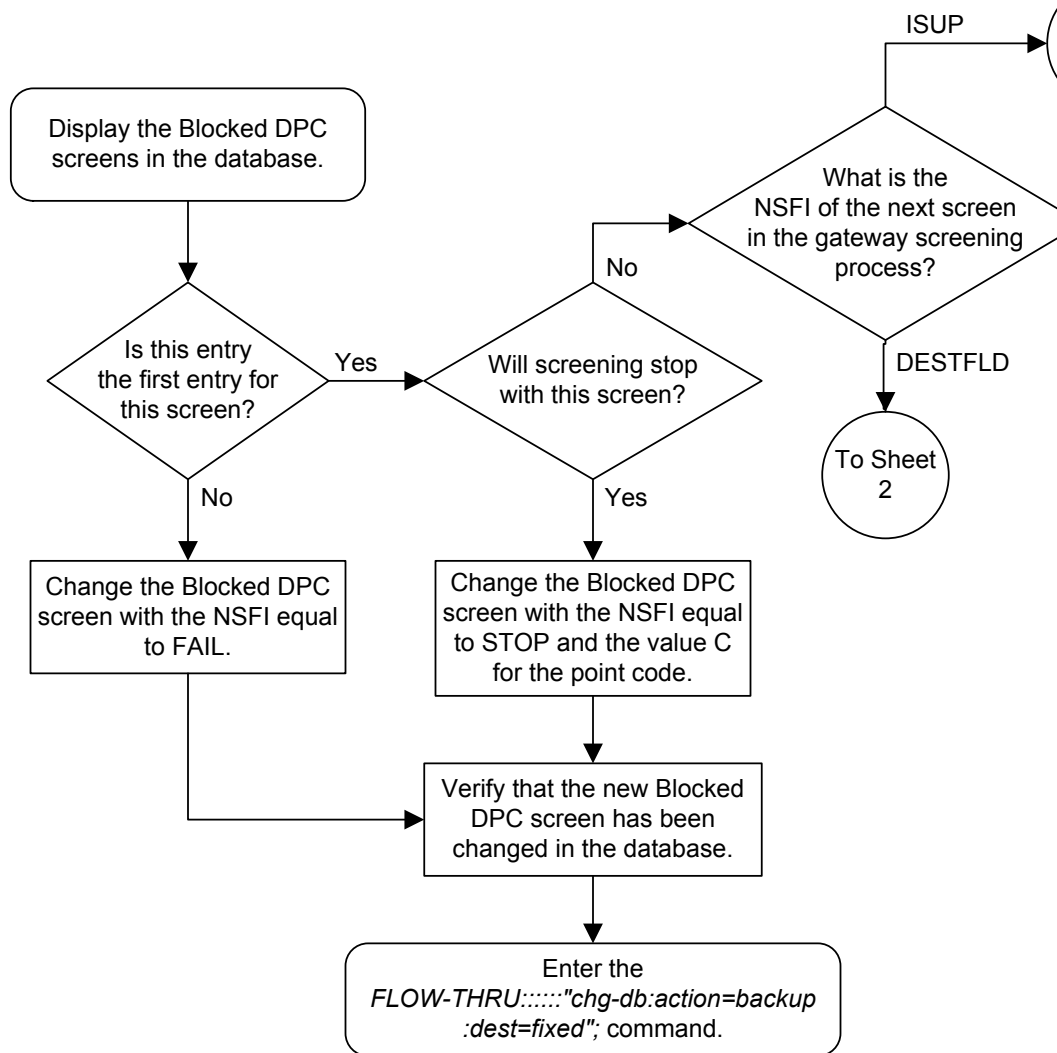 ISUP
Display the Blocked DPC
screens in the database.
What is the
NSFI of the next screen
in the gateway screening
process?
No
Is this entry
the first entry for
this screen?
Yes
Will screening stop
with this screen?
DESTFLD
To Sheet
2
No
Yes
Change the Blocked DPC
screen with the NSFI equal
to FAIL.
Change the Blocked DPC
screen with the NSFI equal
to STOP and the value C
for the point code.
Verify that the new Blocked
DPC screen has been
changed in the database.
Enter the
FLOW-THRU::::::"chg-db:action=backup
:dest=fixed"; command.